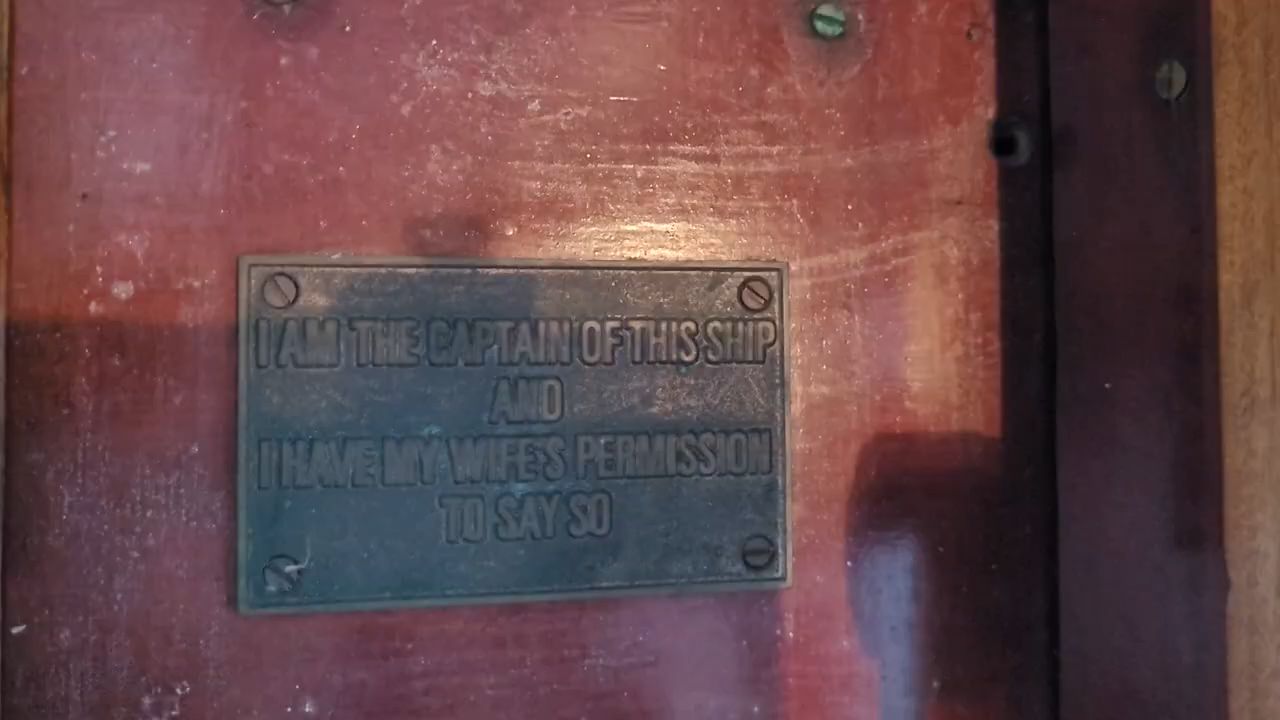 I AM THE CAPTAIN OF THIS SHIP
AND
I HAVE MY WIFE'S PERMISSION
TO SAY SO